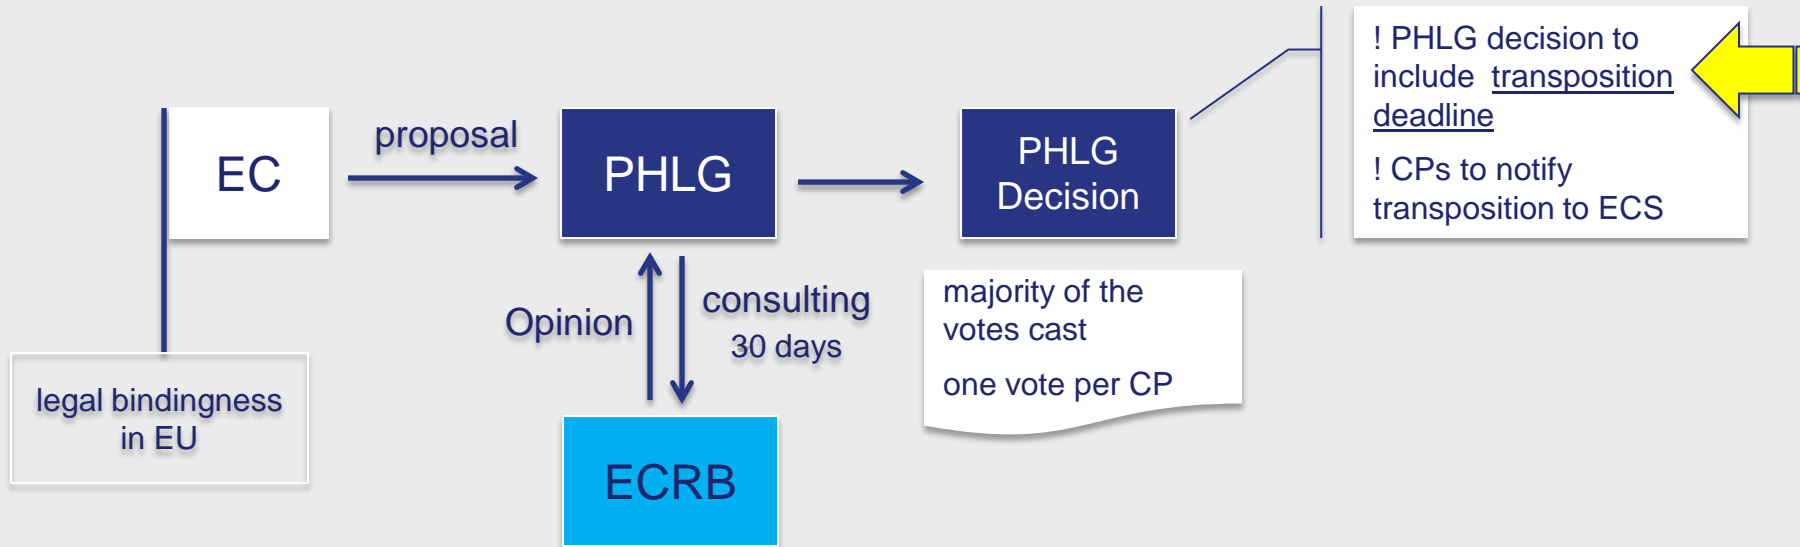 EC
proposal
PHLG
PHLG
Decision
! PHLG decision to
include transposition
deadline
! CPs to notify
transposition to ECS
legal bindingness
in EU
Opinion
consulting
30 days
majority of the
votes cast
one vote per CP
ECRB